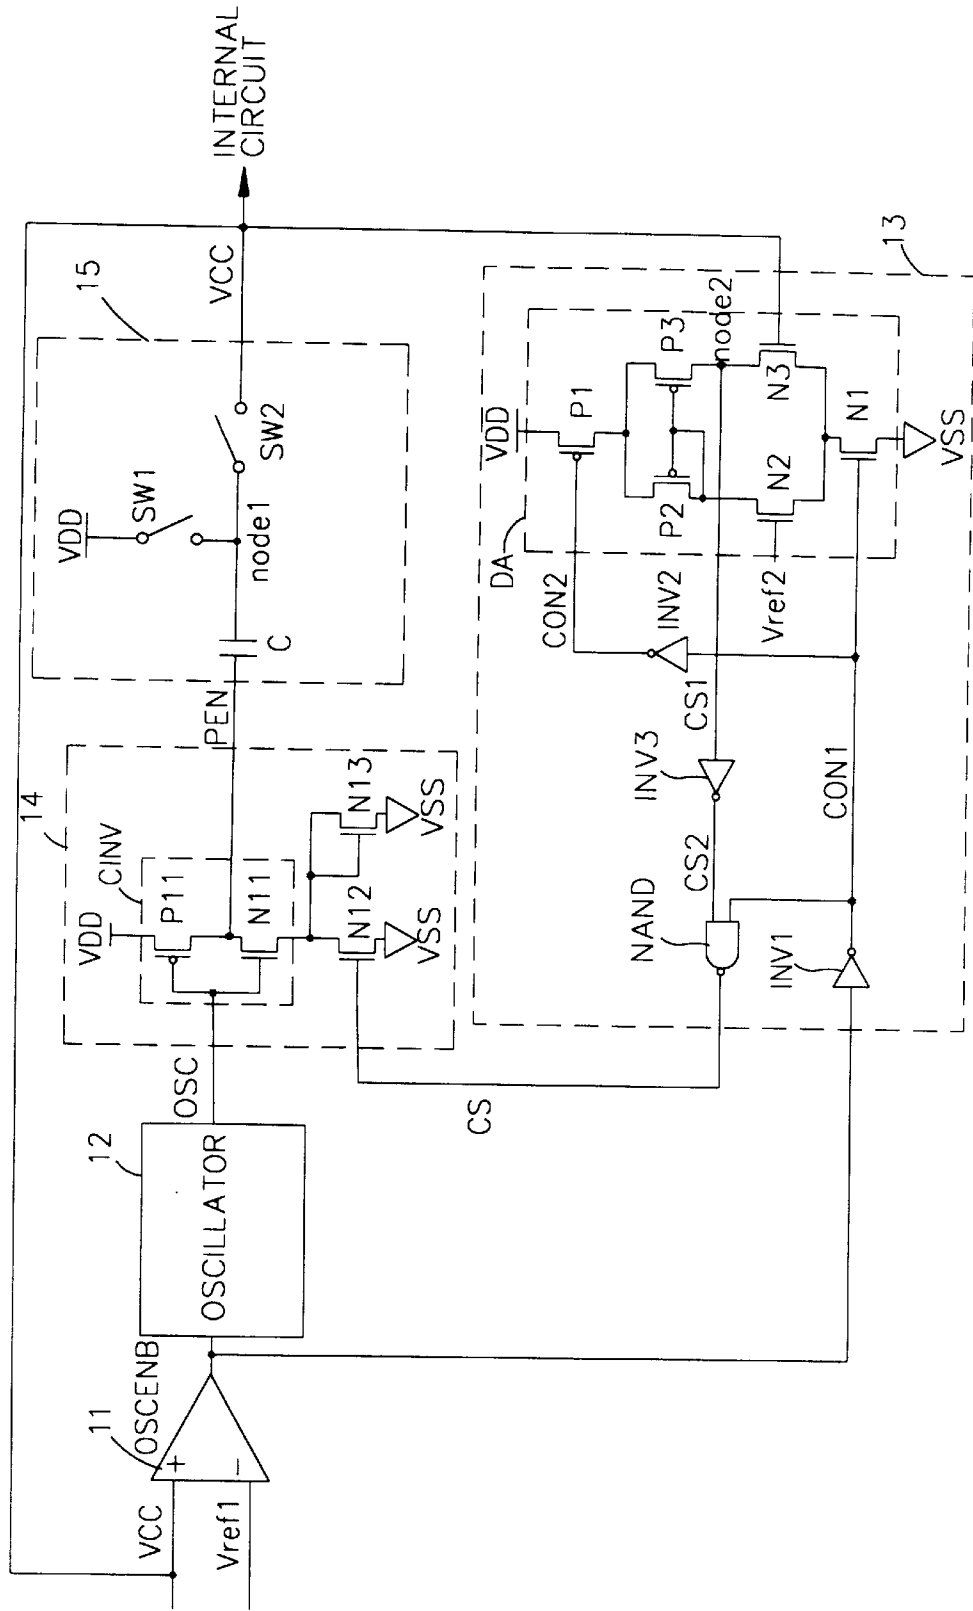 VCC
Vref1
+
−
11
OSCENB
12
OSCILLATOR
OSC
14
VDD
CINV
P11
N11
N12
N13
VSS
VSS
PEN
CS
15
VDD
SW1
node1
C
SW2
VCC
INTERNAL
CIRCUIT
13
DA
VDD
P1
P2
P3
node2
N2
N3
N1
VSS
Vref2
CON2
INV2
CS1
INV3
CS2
NAND
INV1
CON1